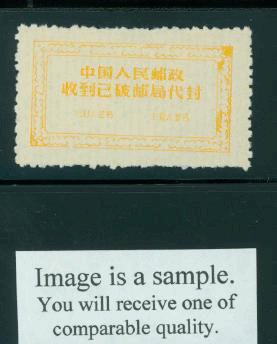 中国人民邮政
收到已破邮局代封
Image is a sample.
You will receive one of
comparable quality.